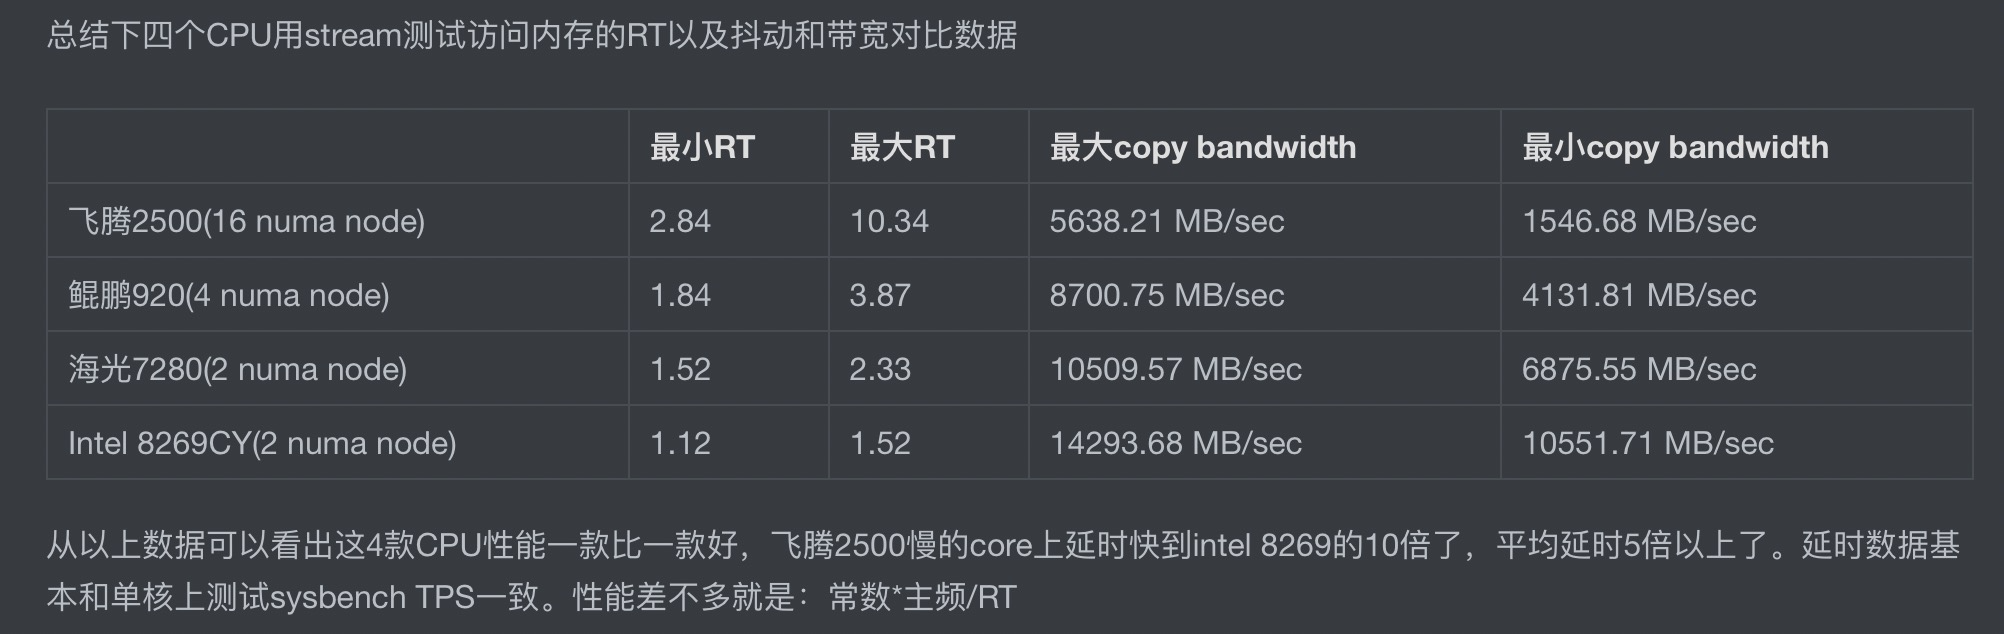 总结下四个CPU用stream测试访问内存的RT以及抖动和带宽对比数据
最小RT 最大RT 最大copy bandwidth 最小copy bandwidth
飞腾2500(16 numa node) 2.84 10.34 5638.21 MB/sec 1546.68 MB/sec
鲲鹏920(4 numa node) 1.84 3.87 8700.75 MB/sec 4131.81 MB/sec
海光7280(2 numa node) 1.52 2.33 10509.57 MB/sec 6875.55 MB/sec
Intel 8269CY(2 numa node) 1.12 1.52 14293.68 MB/sec 10551.71 MB/sec
从以上数据可以看出这4款CPU性能一款比一款好，飞腾2500慢的core上延时快到intel 8269的10倍了，平均延时5倍以上了。延时数据基
本和单核上测试sysbench TPS一致。性能差不多就是：常数*主频/RT